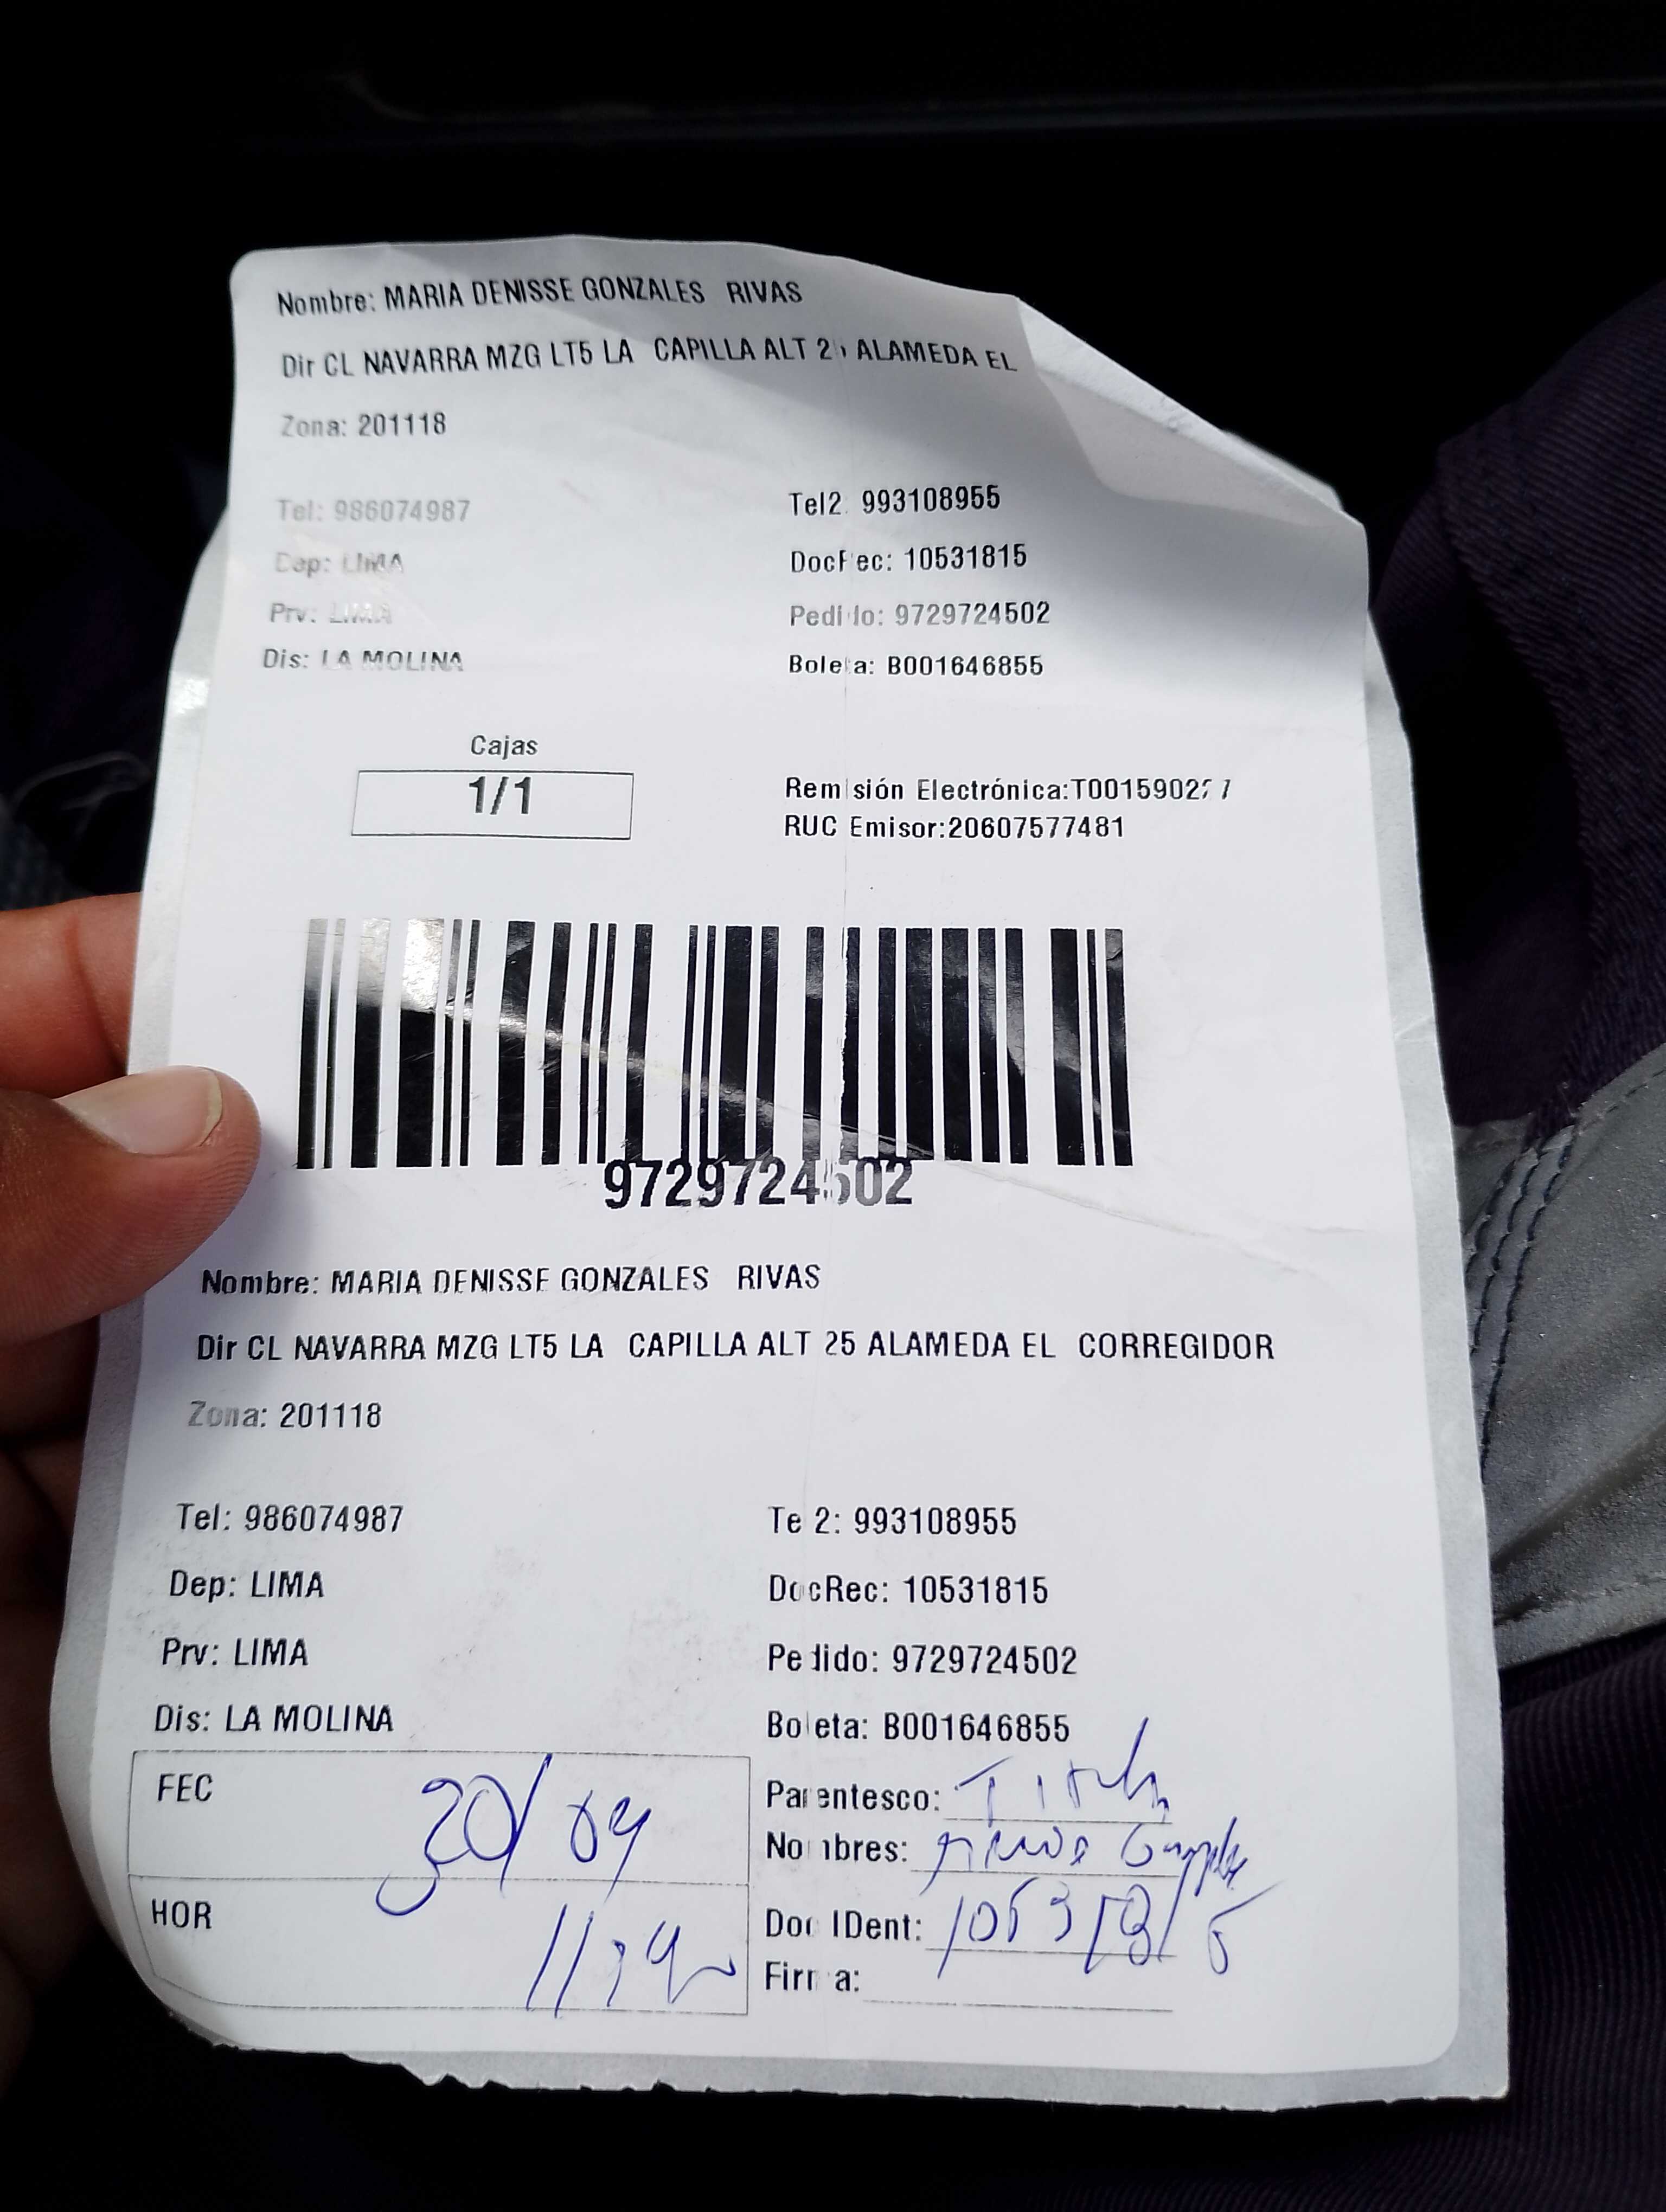 Nombre: MARIA DENISSE GONZALES RIVAS
Dir CL NAVARRA MZG LT5 LA CAPILLA ALT 25 ALAMEDA EL
Zona: 201118
Tel: 986074987 Tel2 993108955
Dep: LIMA DocRec: 10531815
Prv: LIMA Pedido: 9729724502
Dis: LA MOLINA Boleta: B001646855
Cajas
1/1
Remisión Electrónica:
RUC Emisor:20607577481
9729724502
Nombre: MARIA DENISSE GONZALES RIVAS
Dir CL NAVARRA MZG LT5 LA CAPILLA ALT 25 ALAMEDA EL CORREGIDOR
Zona: 201118
Tel: 986074987 Tel2: 993108955
Dep: LIMA DocRec: 10531815
Prv: LIMA Pedido: 9729724502
Dis: LA MOLINA Boleta: B001646855
FEC Parentesco:
Nombres:
HOR Doc IDent: 10531815
Firma: